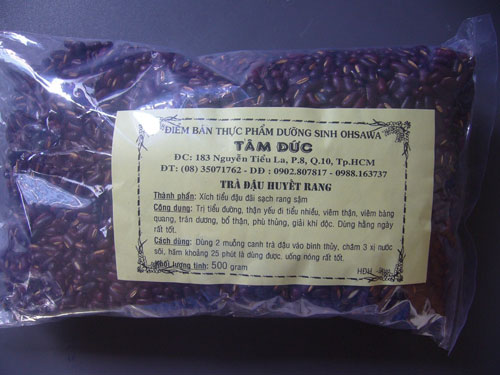 ĐIỂM BÁN THỰC PHẨM DƯỠNG SINH OHSAWA
TÂM ĐỨC
ĐC: 183 Nguyễn Tiểu La, P.8, Q.10, Tp.HCM
ĐT: (08) 35071762 - DĐ : 0902.807817 - 0988.163737
TRÀ ĐẬU HUYẾT RANG
Thành phần: Xích tiểu đậu đãi sạch rang sậm
Công dụng: Trị tiểu đường, thận yếu đi tiểu nhiều, viêm thận, viêm bàng
quang, trấn dương, bổ thận, phù thủng, giải khí độc. Dùng hằng ngày
rất tốt.
Cách dùng: Dùng 2 muỗng canh trà đậu vào bình thủy, châm 3 xị nước
sôi, hãm khoảng 25 phút là dùng được, uống nóng rất tốt.
Khối lượng tịnh: 500 gram
HĐH